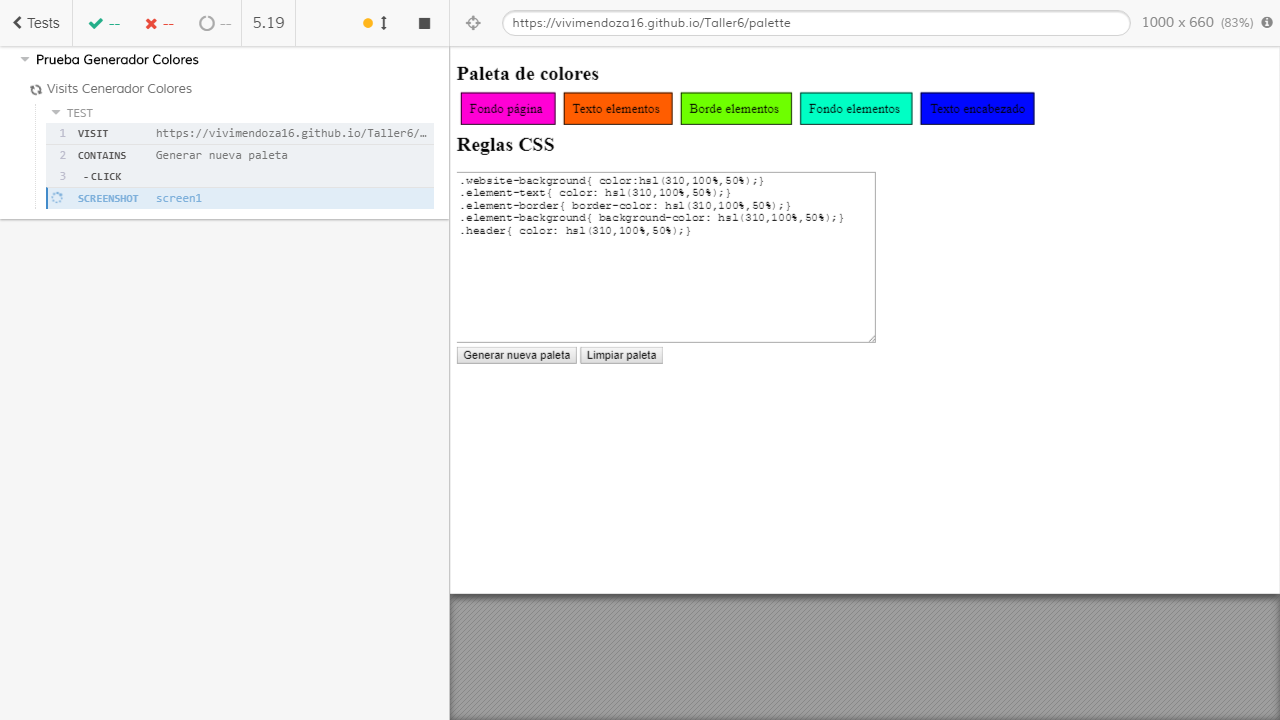 Tests -- -- -- 5.19
https://vivimendoza16.github.io/Taller6/palette 1000 x 660 (83%)
Prueba Generador Colores
Visits Cenerador Colores
TEST
1 VISIT https://vivimendoza16.github.io/Taller6/…
2 CONTAINS Generar nueva paleta
3 -CLICK
SCREENSHOT screen1
Paleta de colores
Fondo página Texto elementos Borde elementos Fondo elementos Texto encabezado
Reglas CSS
.website-background{ color:hsl(310,100%,50%);}
.element-text{ color: hsl(310,100%,50%);}
.element-border{ border-color: hsl(310,100%,50%);}
.element-background{ background-color: hsl(310,100%,50%);}
.header{ color: hsl(310,100%,50%);}
Generar nueva paleta Limpiar paleta